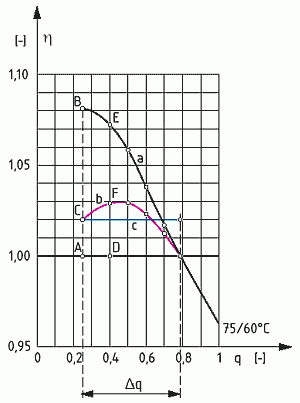 [-] η
1,10
B
E
1,05
a
b F
C
c
A D
1,00
75/60°C
0,95
0 0,2 0,4 0,6 0,8 1
q [-]
Δq